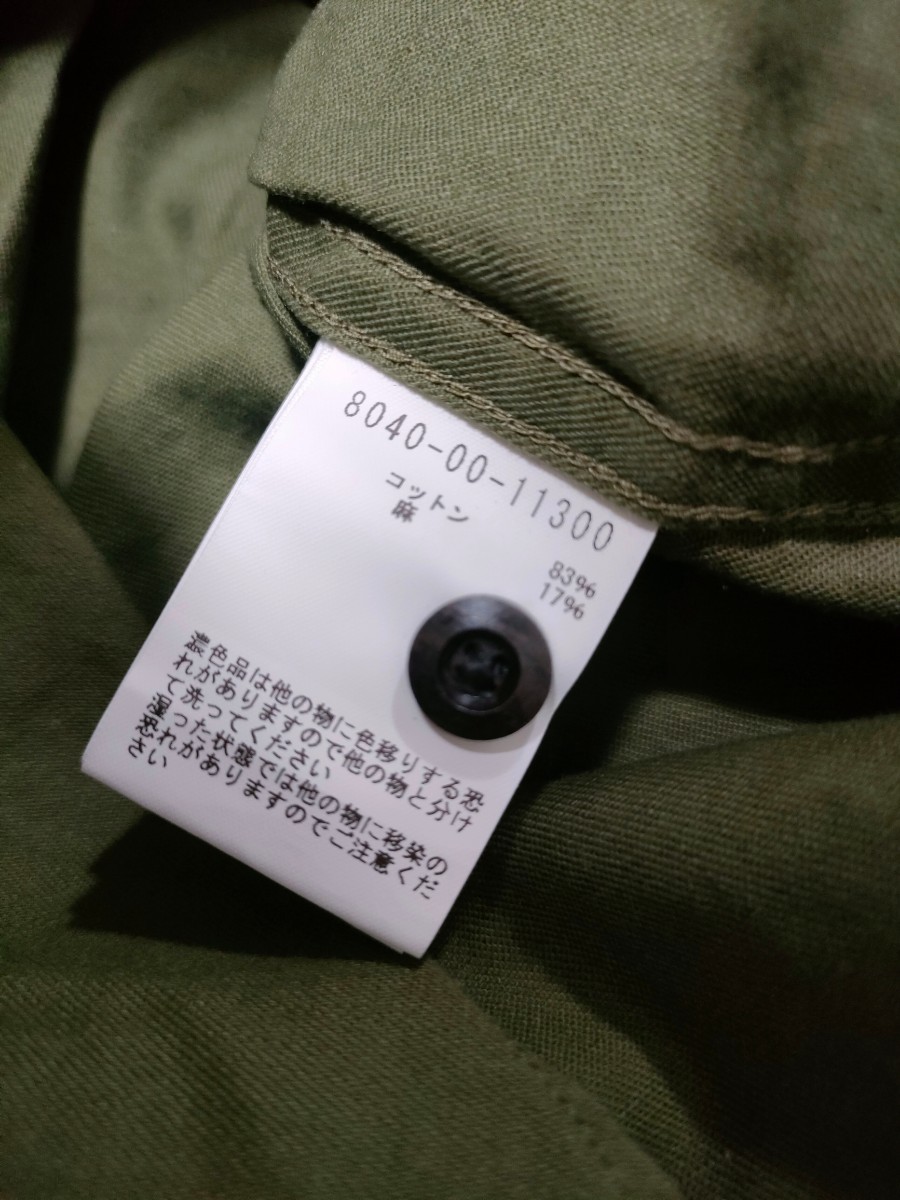 8040-00-11300
コットン 83%
麻 17%
濃色品は他の物に色移りする恐
れがありますので他の物と分け
て洗ってください
湿った状態では他の物に移染の
恐れがありますのでご注意くだ
さい